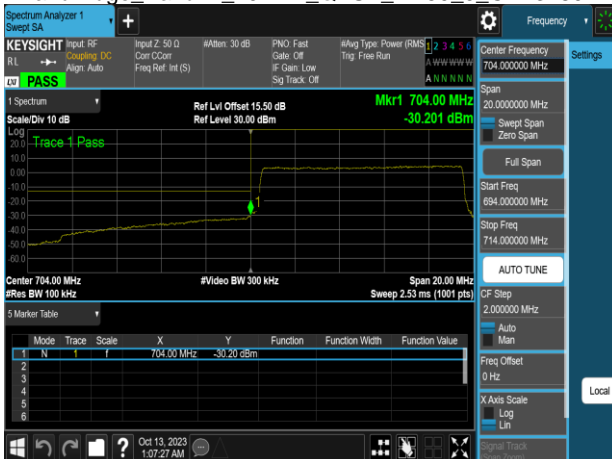 Spectrum Analyzer 1
Swept SA
Frequency
KEYSIGHT
RL
LXI
PASS
Input: RF
Coupling: DC
Align: Auto
Input Z: 50 Ω
Corr CCorr
Freq Ref: Int (S)
#Atten: 30 dB
PNO: Fast
Gate: Off
IF Gain: Low
Sig Track: Off
#Avg Type: Power (RMS
Trig: Free Run
1 2 3 4 5 6
A W W W W W
A N N N N N
1 Spectrum
Scale/Div 10 dB
Ref Lvl Offset 15.50 dB
Ref Level 30.00 dBm
Mkr1 704.00 MHz
-30.201 dBm
Log
Trace 1 Pass
20.0
10.0
0.00
-10.0
-20.0
-30.0
-40.0
-50.0
-60.0
1
Center 704.00 MHz
#Res BW 100 kHz
#Video BW 300 kHz
Span 20.00 MHz
Sweep 2.53 ms (1001 pts)
5 Marker Table
Mode Trace Scale X Y Function Function Width Function Value
1 N 1 f 704.00 MHz -30.20 dBm
2
3
4
5
6
Oct 13, 2023
1:07:27 AM
Center Frequency
704.000000 MHz
Settings
Span
20.0000000 MHz
Swept Span
Zero Span
Full Span
Start Freq
694.000000 MHz
Stop Freq
714.000000 MHz
AUTO TUNE
CF Step
2.000000 MHz
Auto
Man
Freq Offset
0 Hz
Local
X Axis Scale
Log
Lin
Signal Track
(Span Zoom)